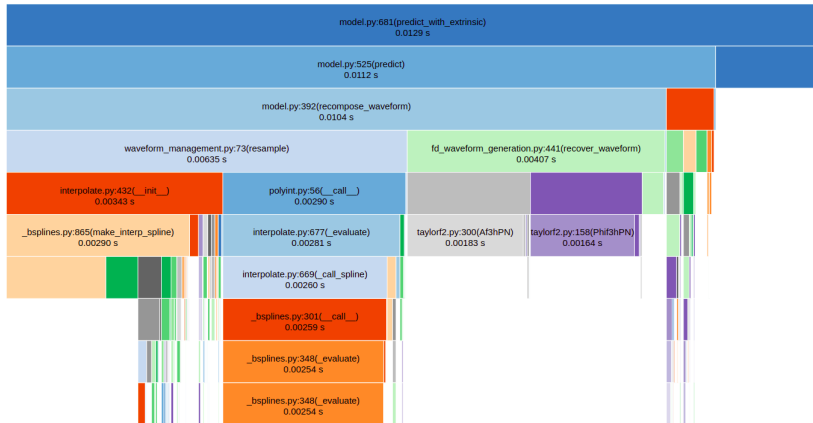 model.py:681(predict_with_extrinsic)
0.0129 s
model.py:525(predict)
0.0112 s
model.py:392(recompose_waveform)
0.0104 s
waveform_management.py:73(resample)
0.00635 s
fd_waveform_generation.py:441(recover_waveform)
0.00407 s
interpolate.py:432(__init__)
0.00343 s
polyint.py:56(__call__)
0.00290 s
_bsplines.py:865(make_interp_spline)
0.00290 s
interpolate.py:677(_evaluate)
0.00281 s
taylorf2.py:300(Af3hPN)
0.00183 s
taylorf2.py:158(Phif3hPN)
0.00164 s
interpolate.py:669(_call_spline)
0.00260 s
_bsplines.py:301(__call__)
0.00259 s
_bsplines.py:348(_evaluate)
0.00254 s
_bsplines.py:348(_evaluate)
0.00254 s